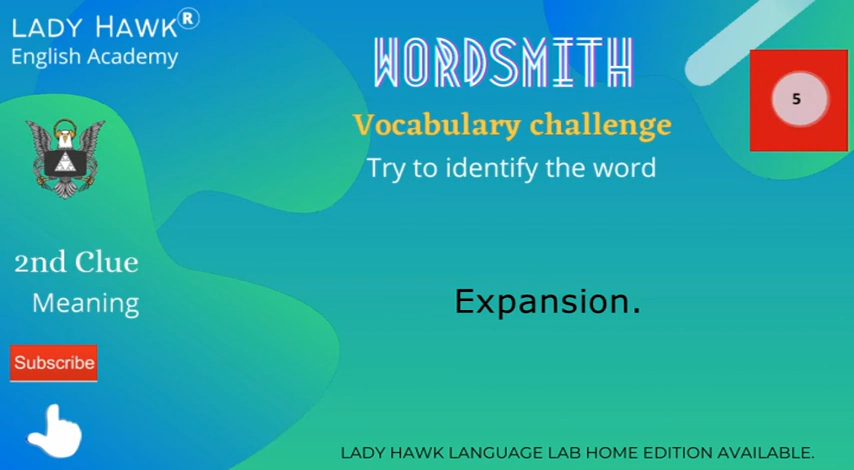 LADY HAWK®
English Academy
WORDSMITH
Vocabulary challenge
Try to identify the word
5
2nd Clue
Meaning
Expansion.
Subscribe
LADY HAWK LANGUAGE LAB HOME EDITION AVAILABLE.